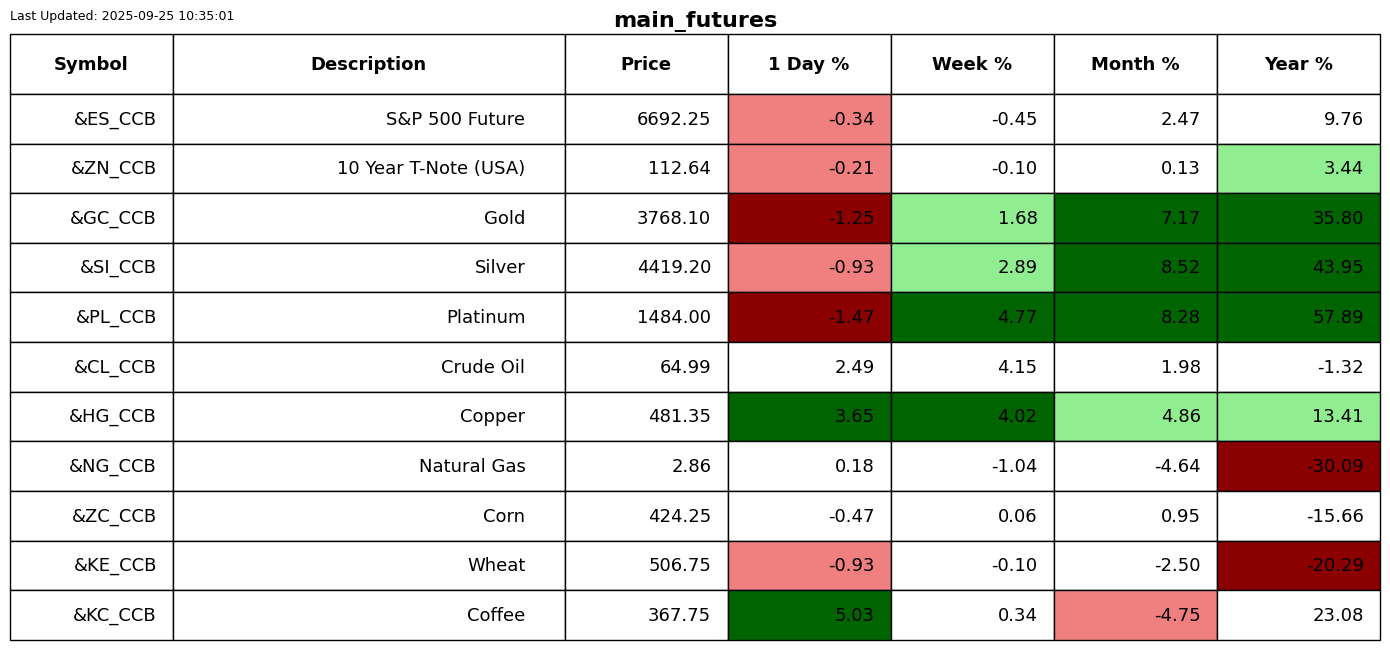 Last Updated: 2025-09-25 10:35:01
main_futures
Symbol Description Price 1 Day % Week % Month % Year %
&ES_CCB S&P 500 Future 6692.25 -0.34 -0.45 2.47 9.76
&ZN_CCB 10 Year T-Note (USA) 112.64 -0.21 -0.10 0.13 3.44
&GC_CCB Gold 3768.10 -1.25 1.68 7.17 35.80
&SI_CCB Silver 4419.20 -0.93 2.89 8.52 43.95
&PL_CCB Platinum 1484.00 -1.47 4.77 8.28 57.89
&CL_CCB Crude Oil 64.99 2.49 4.15 1.98 -1.32
&HG_CCB Copper 481.35 3.65 4.02 4.86 13.41
&NG_CCB Natural Gas 2.86 0.18 -1.04 -4.64 -30.09
&ZC_CCB Corn 424.25 -0.47 0.06 0.95 -15.66
&KE_CCB Wheat 506.75 -0.93 -0.10 -2.50 -20.29
&KC_CCB Coffee 367.75 5.03 0.34 -4.75 23.08